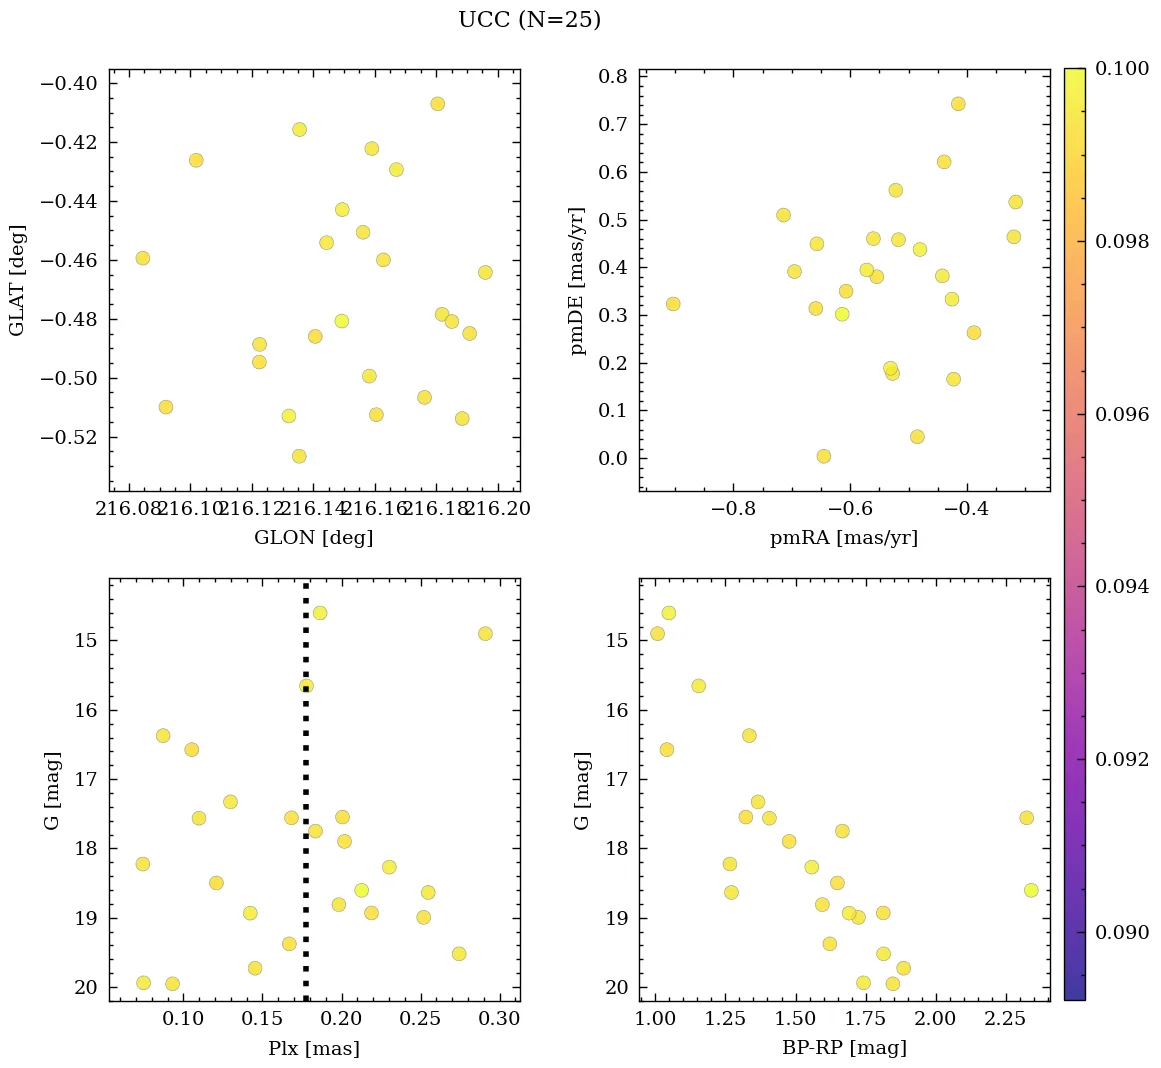 UCC (N=25)
−0.40
−0.42
−0.44
−0.46
−0.48
−0.50
−0.52
GLAT [deg]
216.08 216.10 216.12 216.14 216.16 216.18 216.20
GLON [deg]
0.8
0.7
0.6
0.5
0.4
0.3
0.2
0.1
0.0
pmDE [mas/yr]
−0.8 −0.6 −0.4
pmRA [mas/yr]
15
16
17
18
19
20
G [mag]
0.10 0.15 0.20 0.25 0.30
Plx [mas]
15
16
17
18
19
20
G [mag]
1.00 1.25 1.50 1.75 2.00 2.25
BP-RP [mag]
0.100
0.098
0.096
0.094
0.092
0.090